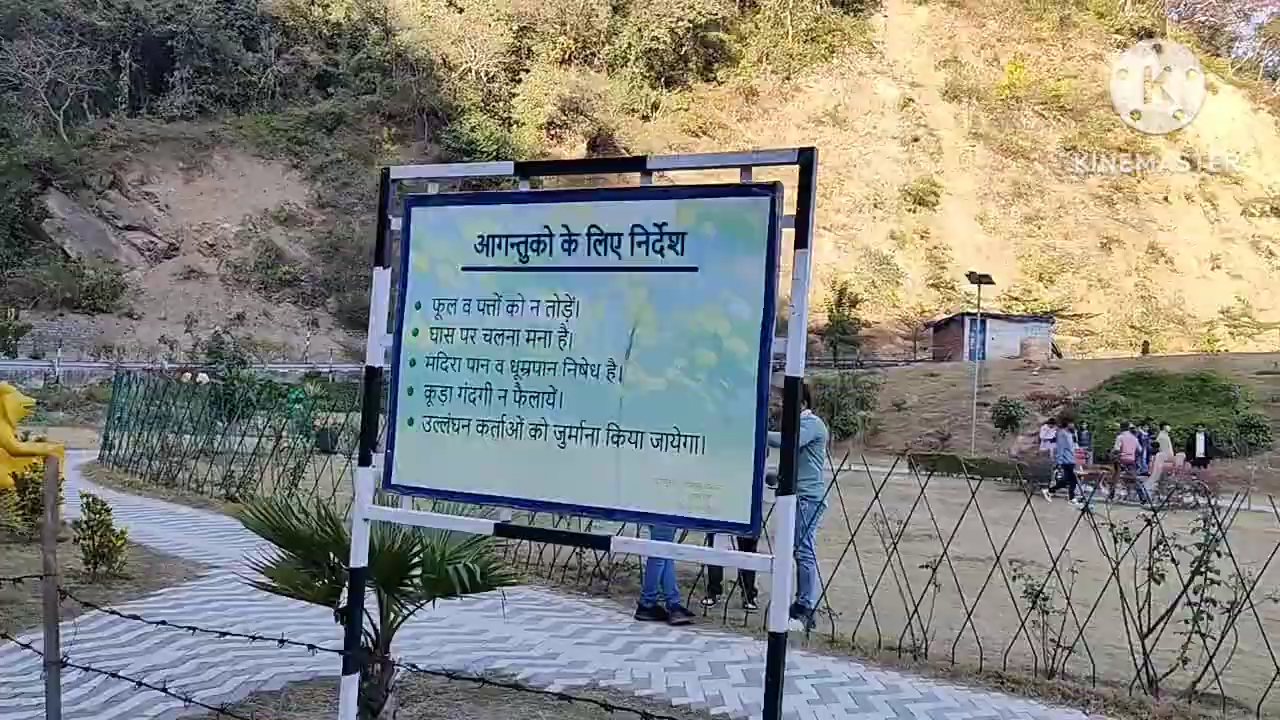 आगन्तुको के लिए निर्देश
• फूल व पत्तों को न तोड़ें।
• घास पर चलना मना है।
• मदिरा पान व धूम्रपान निषेध है।
• कूड़ा गंदगी न फैलायें।
• उल्लंघन कर्ताओं को जुर्माना किया जायेगा।
K
KINEMASTER